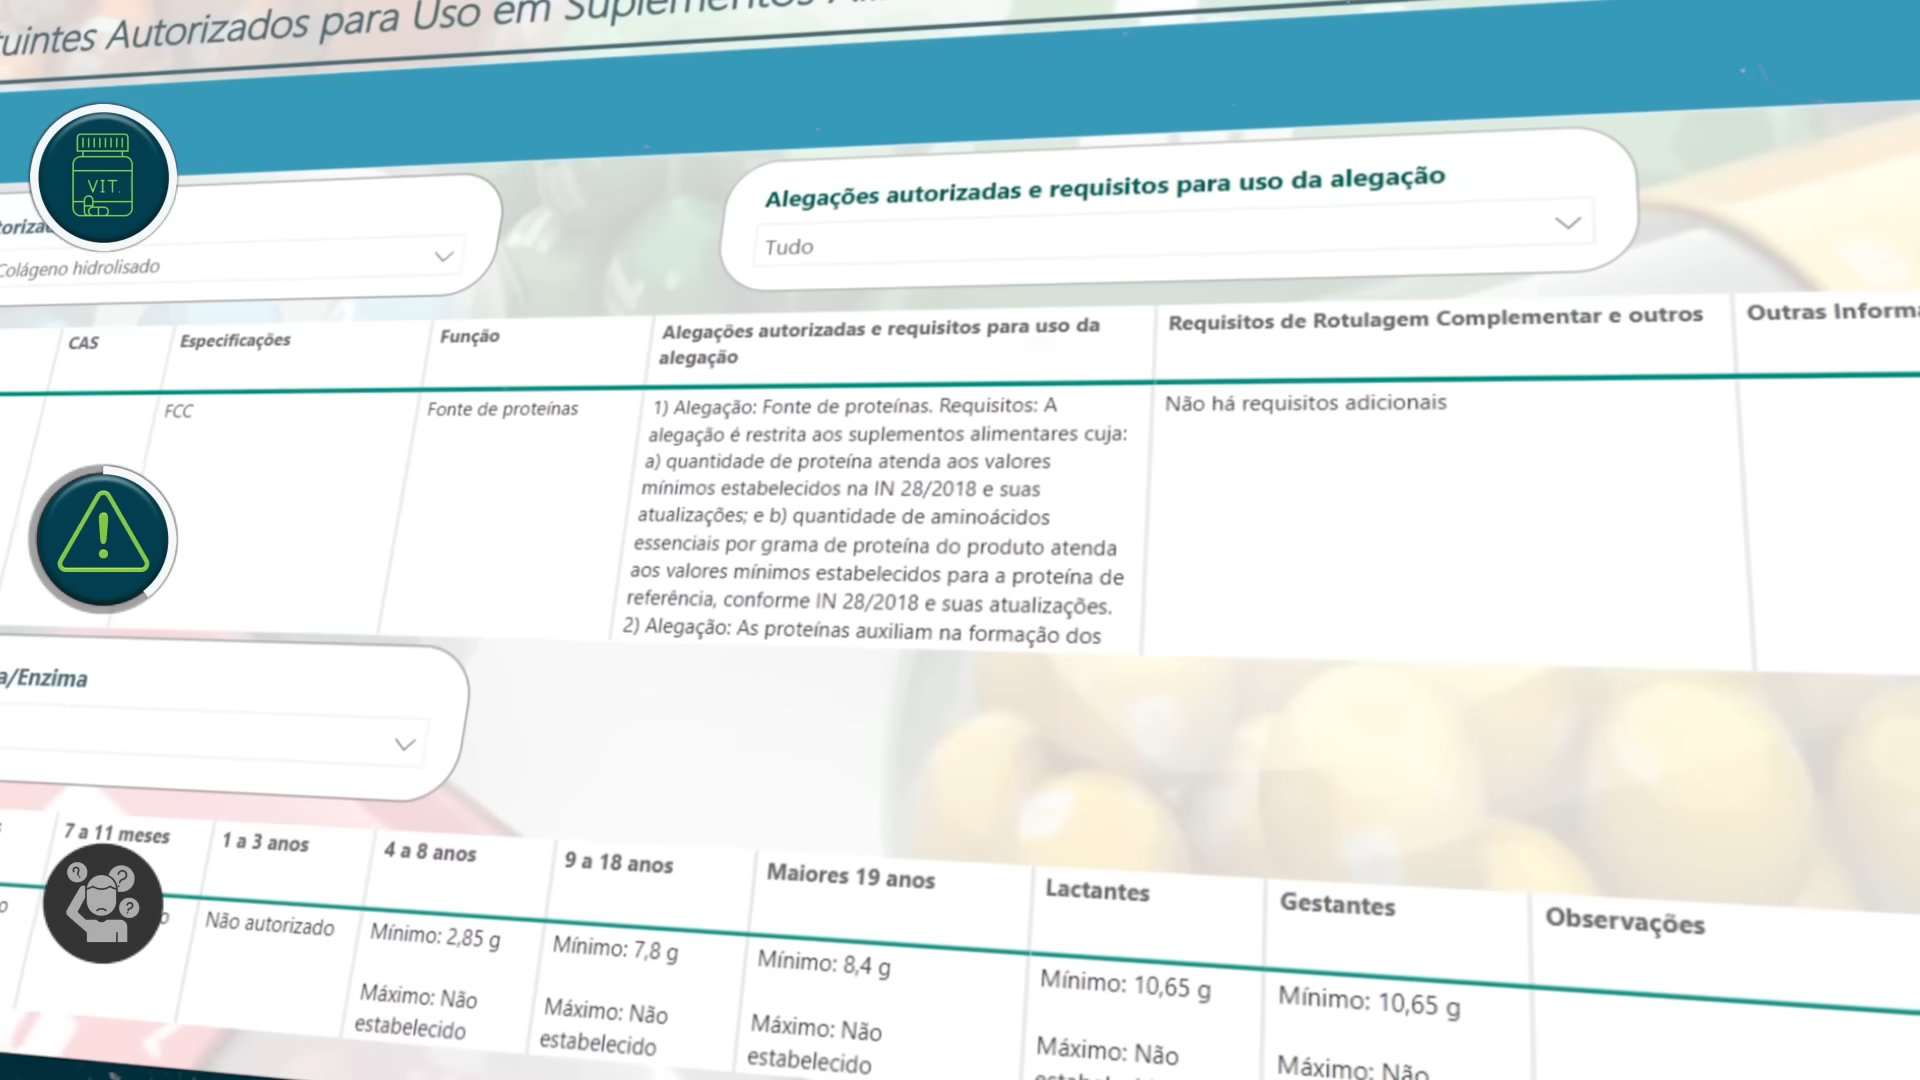 Autorizados para Uso em Suplementos
VIT.
Alegações autorizadas e requisitos para uso da alegação
Tudo
Colágeno hidrolisado
CAS
Especificações
Função
Alegações autorizadas e requisitos para uso da
alegação
Requisitos de Rotulagem Complementar e outros
Outras
FCC
Fonte de proteínas
1) Alegação: Fonte de proteínas. Requisitos: A
alegação é restrita aos suplementos alimentares cuja:
a) quantidade de proteína atenda aos valores
mínimos estabelecidos na IN 28/2018 e suas
atualizações; e b) quantidade de aminoácidos
essenciais por grama de proteína do produto atenda
aos valores mínimos estabelecidos para a proteína de
referência, conforme IN 28/2018 e suas atualizações.
2) Alegação: As proteínas auxiliam na formação dos
Não há requisitos adicionais
a/Enzima
7 a 11 meses
1 a 3 anos
4 a 8 anos
9 a 18 anos
Maiores 19 anos
Lactantes
Gestantes
Observações
Não autorizado
Mínimo: 2,85 g
Máximo: Não
estabelecido
Mínimo: 7,8 g
Máximo: Não
estabelecido
Mínimo: 8,4 g
Máximo: Não
estabelecido
Mínimo: 10,65 g
Máximo: Não
Mínimo: 10,65 g
Máximo: Não